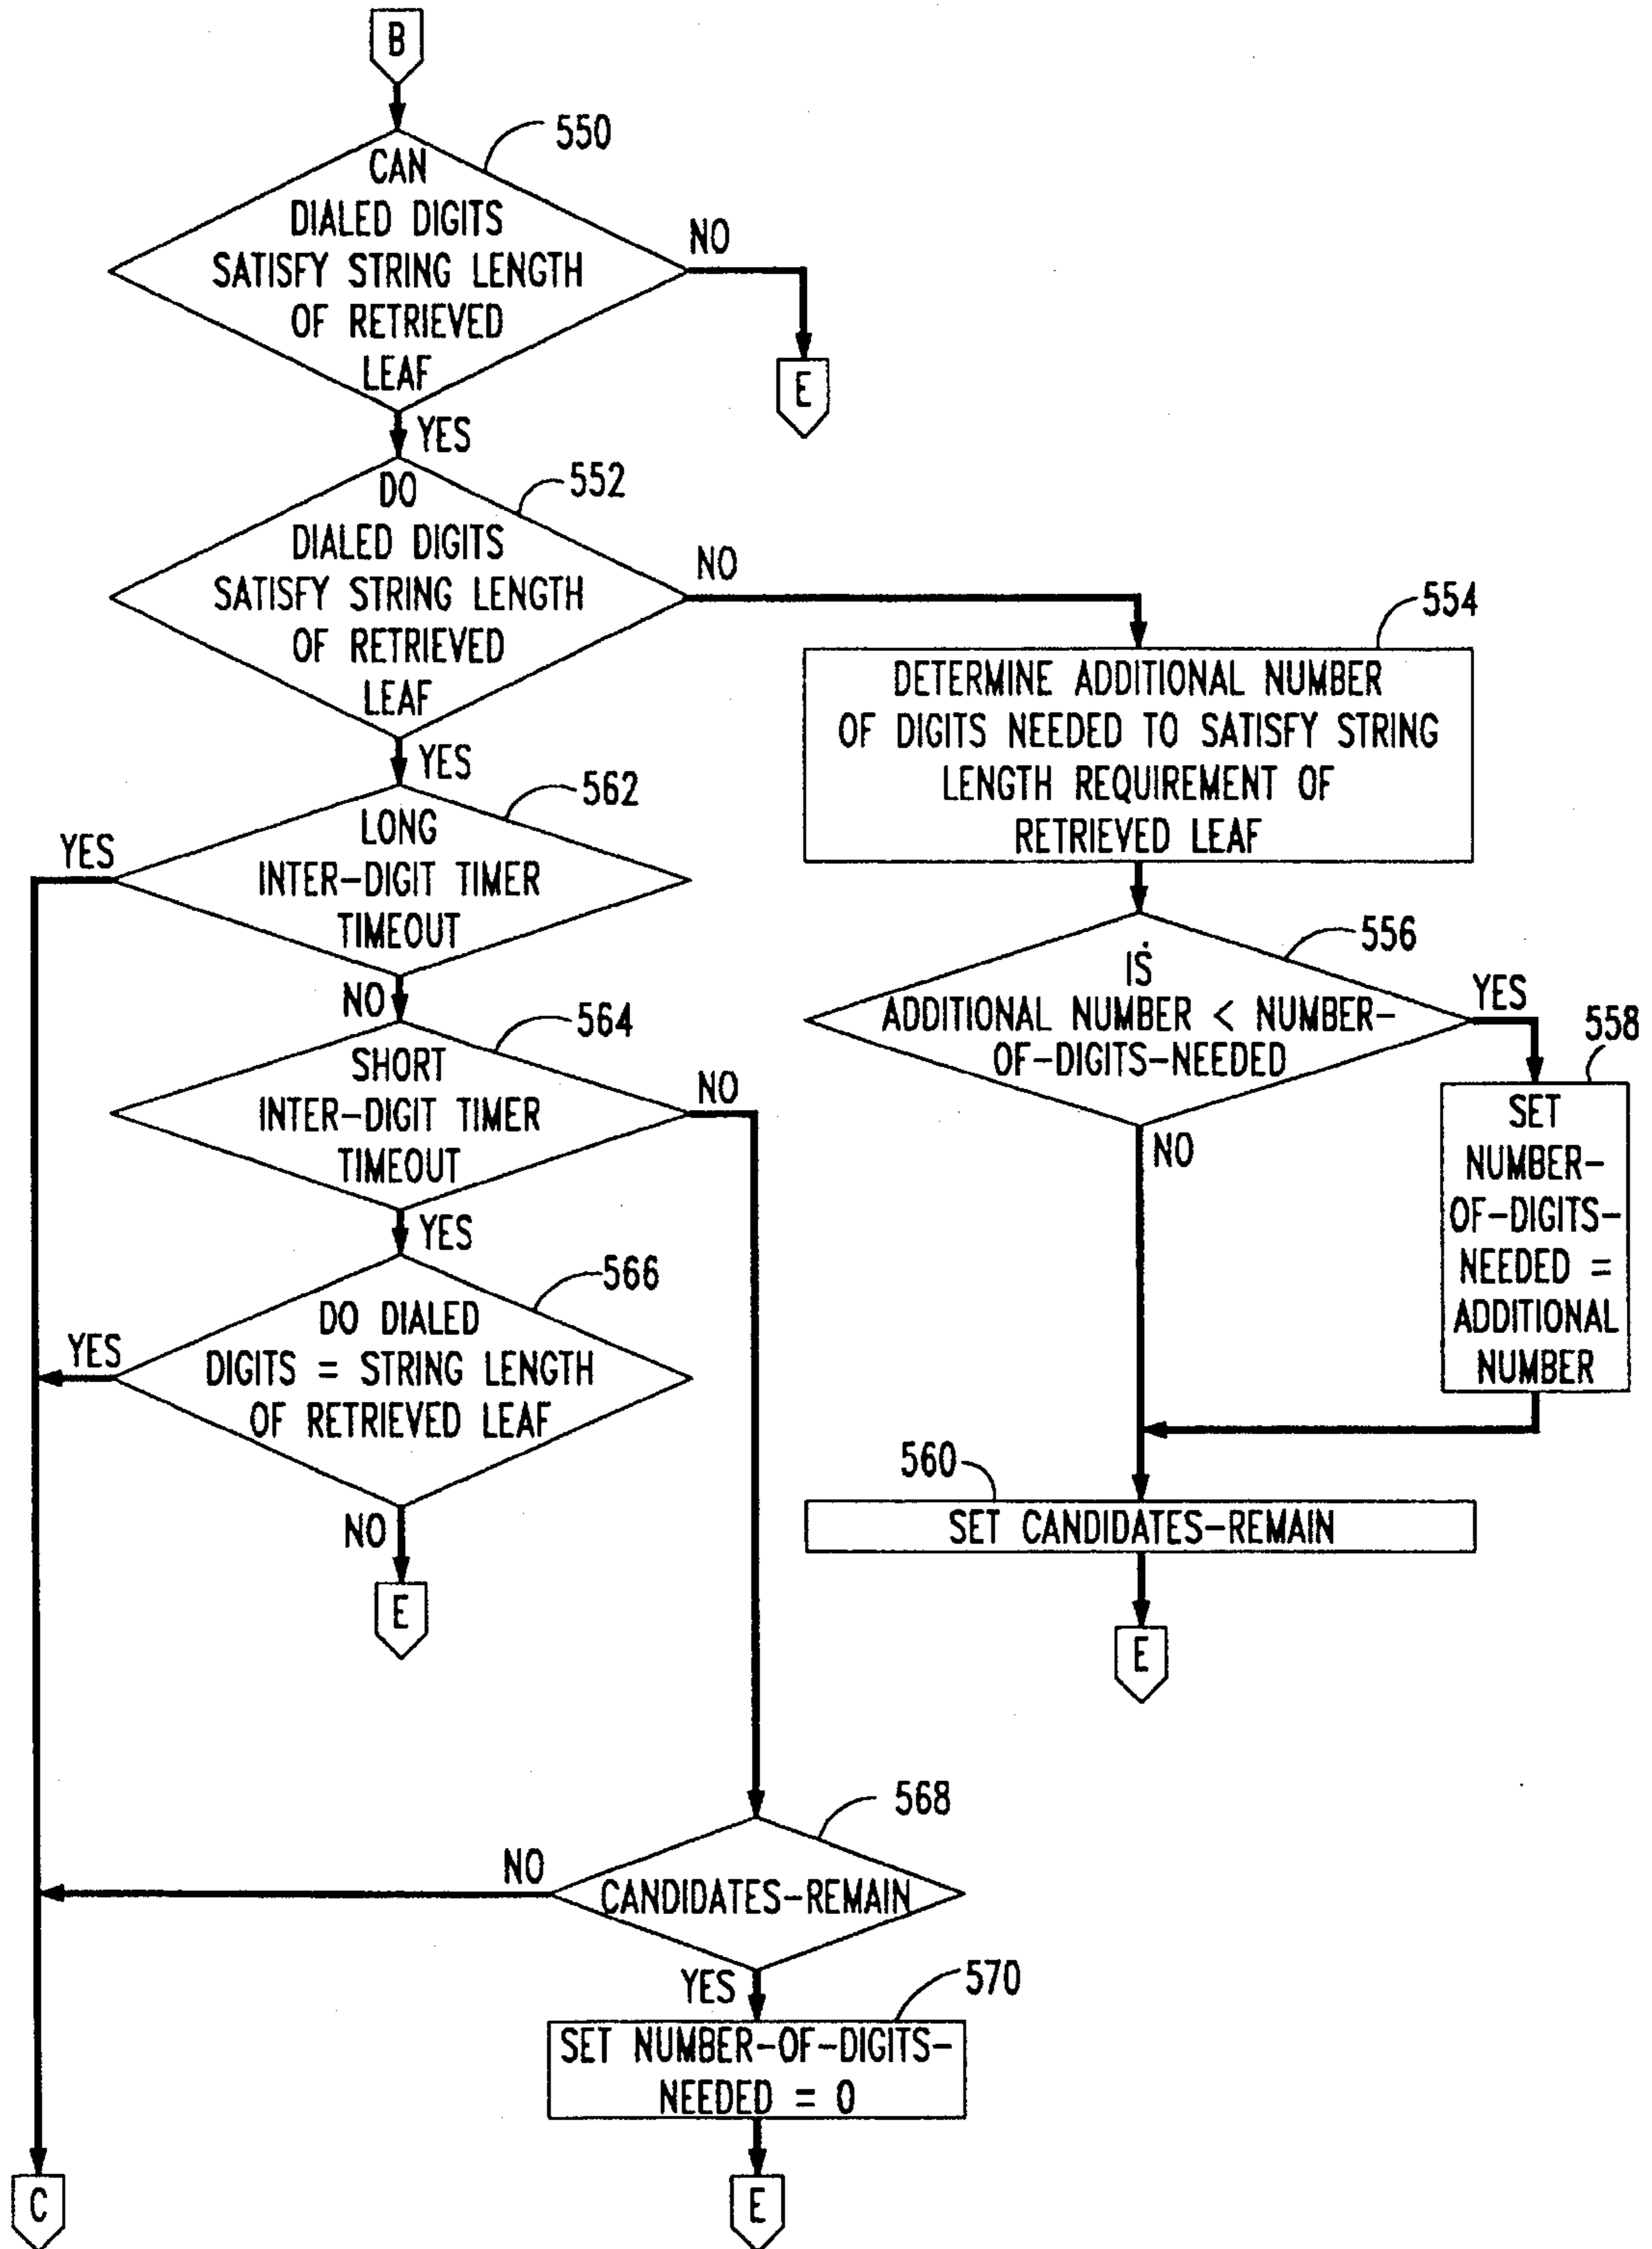 B
550
CAN
DIALED DIGITS
SATISFY STRING LENGTH
OF RETRIEVED
LEAF
NO
E
YES
552
DO
DIALED DIGITS
SATISFY STRING LENGTH
OF RETRIEVED
LEAF
NO
554
DETERMINE ADDITIONAL NUMBER
OF DIGITS NEEDED TO SATISFY STRING
LENGTH REQUIREMENT OF
RETRIEVED LEAF
YES
562
LONG
INTER-DIGIT TIMER
TIMEOUT
YES
NO
556
IS
ADDITIONAL NUMBER < NUMBER-
OF-DIGITS-NEEDED
YES
558
SET
NUMBER-
OF-DIGITS-
NEEDED =
ADDITIONAL
NUMBER
NO
564
SHORT
INTER-DIGIT TIMER
TIMEOUT
NO
YES
566
DO DIALED
DIGITS = STRING LENGTH
OF RETRIEVED LEAF
YES
NO
E
560
SET CANDIDATES-REMAIN
E
568
CANDIDATES-REMAIN
NO
YES
570
SET NUMBER-OF-DIGITS-
NEEDED = 0
C
E